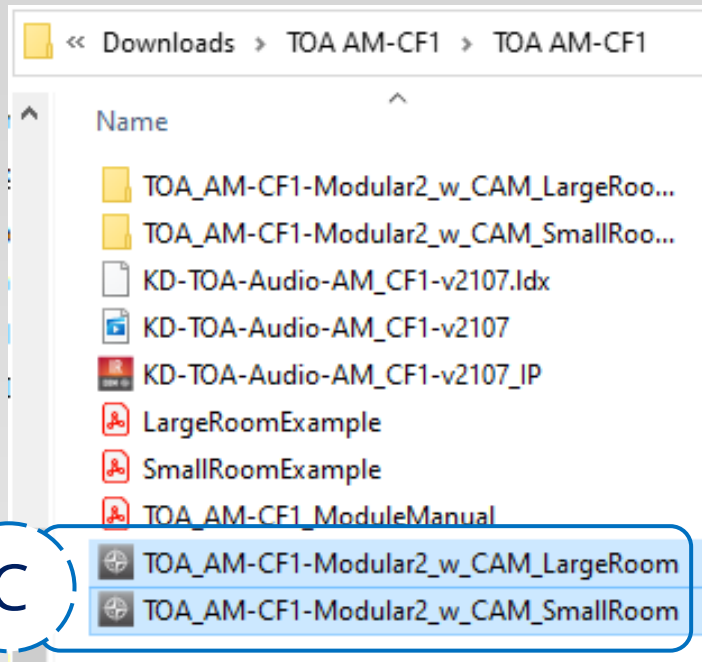 « Downloads > TOA AM-CF1 > TOA AM-CF1
Name
TOA_AM-CF1-Modular2_w_CAM_LargeRoo...
TOA_AM-CF1-Modular2_w_CAM_SmallRoo...
KD-TOA-Audio-AM_CF1-v2107.ldx
KD-TOA-Audio-AM_CF1-v2107
KD-TOA-Audio-AM_CF1-v2107_IP
LargeRoomExample
SmallRoomExample
TOA_AM-CF1_ModuleManual
TOA_AM-CF1-Modular2_w_CAM_LargeRoom
C
TOA_AM-CF1-Modular2_w_CAM_SmallRoom